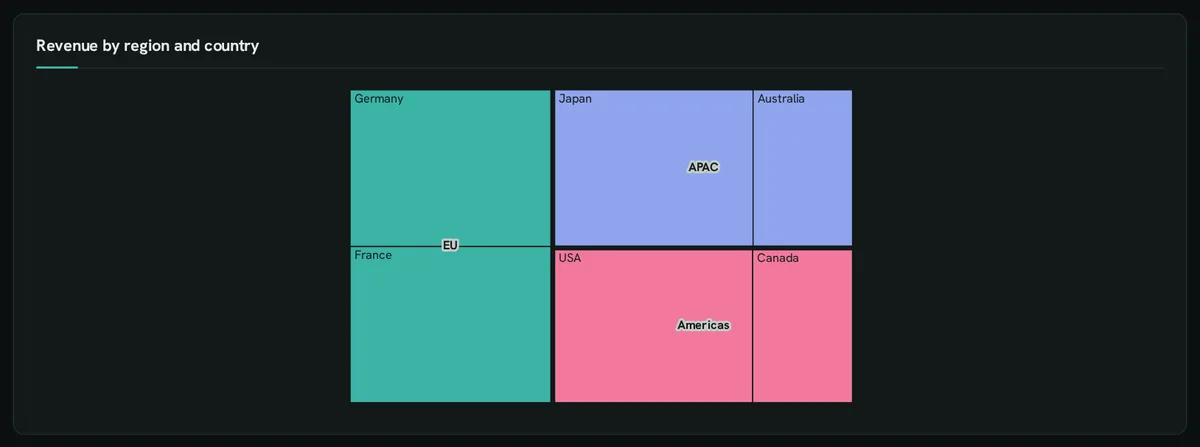 Revenue by region and country
Germany
Japan
Australia
APAC
EU
France
USA
Canada
Americas